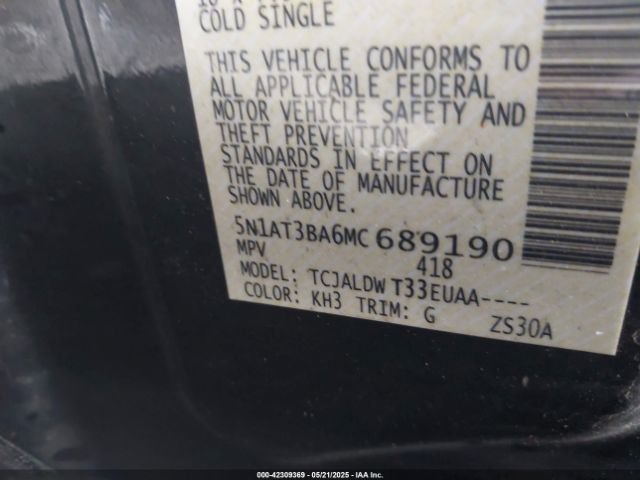 COLD SINGLE
THIS VEHICLE CONFORMS TO
ALL APPLICABLE FEDERAL
MOTOR VEHICLE SAFETY AND
THEFT PREVENTION
STANDARDS IN EFFECT ON
THE DATE OF MANUFACTURE
SHOWN ABOVE.
5N1AT3BA6MC 689190
MPV 418
MODEL: TCJALDW T33EUAA----
COLOR: KH3 TRIM: G ZS30A
000-42309369 | 05/21/2025 | IAA Inc.